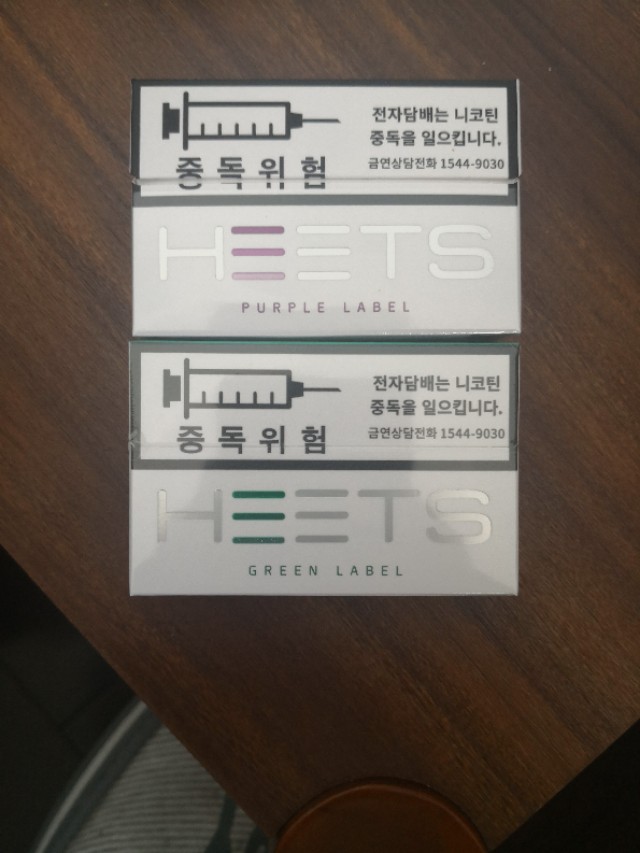 전자담배는 니코틴
중독을 일으킵니다.
중독위험
금연상담전화 1544-9030
HEETS
PURPLE LABEL
전자담배는 니코틴
중독을 일으킵니다.
중독위험
금연상담전화 1544-9030
HEETS
GREEN LABEL